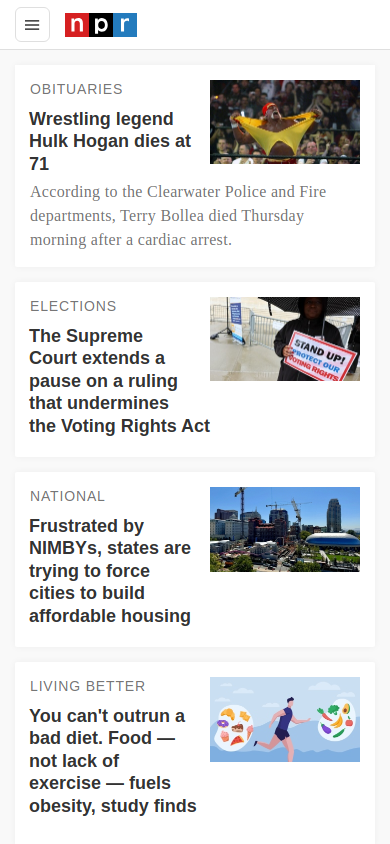 npr
OBITUARIES
Wrestling legend
Hulk Hogan dies at
71
According to the Clearwater Police and Fire
departments, Terry Bollea died Thursday
morning after a cardiac arrest.
ELECTIONS
The Supreme
Court extends a
pause on a ruling
that undermines
the Voting Rights Act
STAND UP!
PROTECT OUR
VOTING RIGHTS
NATIONAL
Frustrated by
NIMBYs, states are
trying to force
cities to build
affordable housing
LIVING BETTER
You can't outrun a
bad diet. Food —
not lack of
exercise — fuels
obesity, study finds